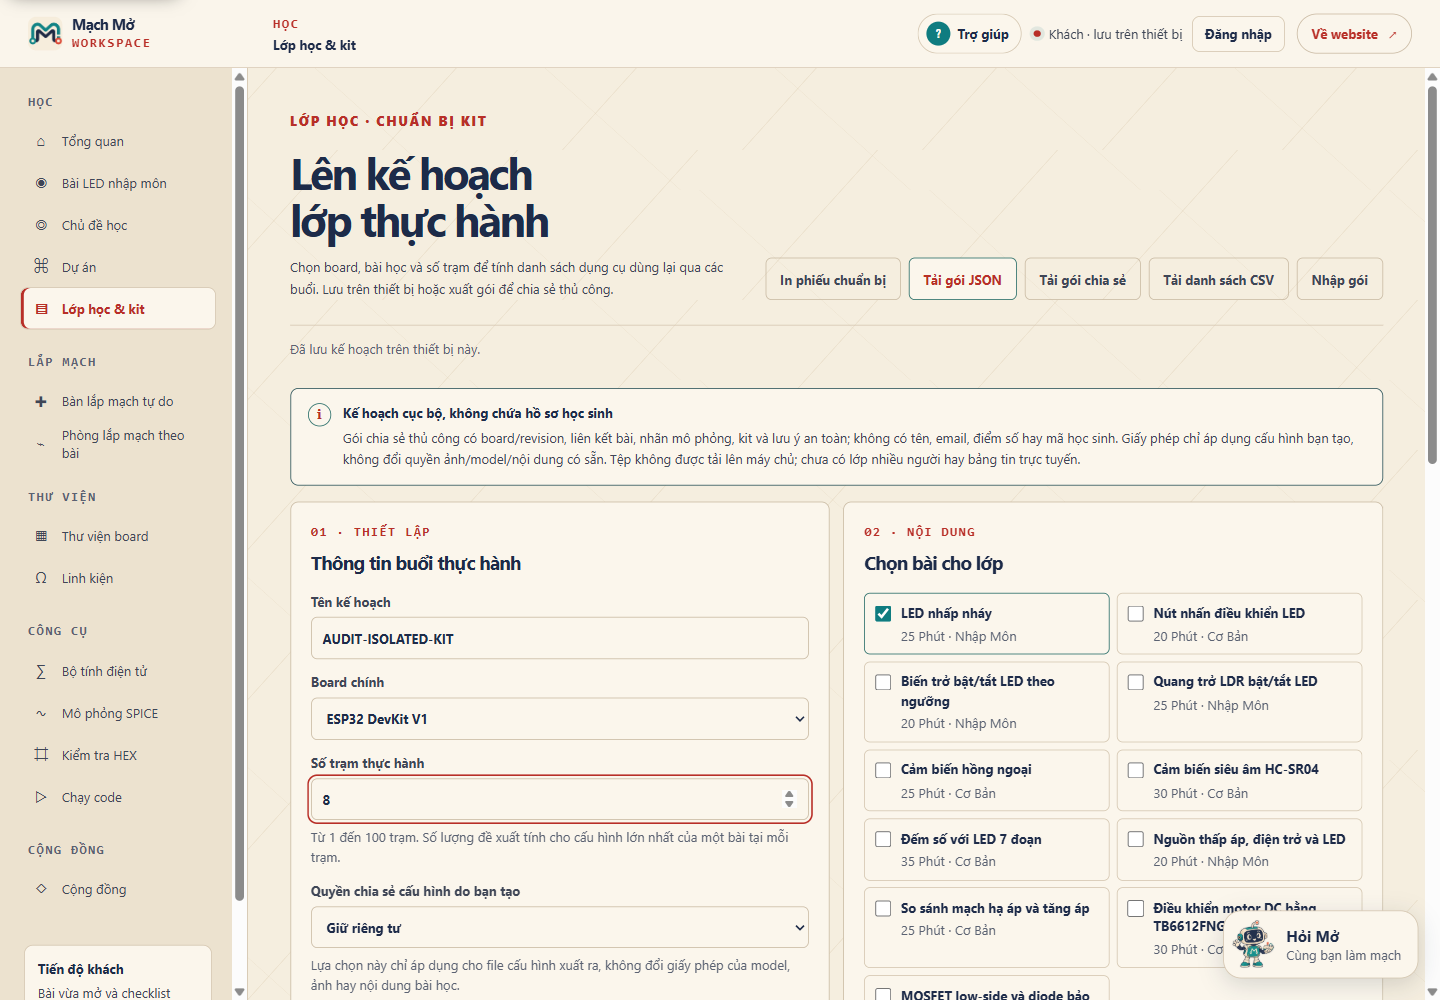 Mạch Mở
WORKSPACE
HỌC
Lớp học & kit
? Trợ giúp
Khách · lưu trên thiết bị
Đăng nhập
Về website ↗
HỌC
Tổng quan
Bài LED nhập môn
Chủ đề học
Dự án
Lớp học & kit
LẮP MẠCH
Bàn lắp mạch tự do
Phòng lắp mạch theo
bài
THƯ VIỆN
Thư viện board
Linh kiện
CÔNG CỤ
Bộ tính điện tử
Mô phỏng SPICE
Kiểm tra HEX
Chạy code
CỘNG ĐỒNG
Cộng đồng
Tiến độ khách
Bài vừa mở và checklist
LỚP HỌC · CHUẨN BỊ KIT
Lên kế hoạch
lớp thực hành
Chọn board, bài học và số trạm để tính danh sách dụng cụ dùng lại qua các
buổi. Lưu trên thiết bị hoặc xuất gói để chia sẻ thủ công.
In phiếu chuẩn bị
Tải gói JSON
Tải gói chia sẻ
Tải danh sách CSV
Nhập gói
Đã lưu kế hoạch trên thiết bị này.
i Kế hoạch cục bộ, không chứa hồ sơ học sinh
Gói chia sẻ thủ công có board/revision, liên kết bài, nhãn mô phỏng, kit và lưu ý an toàn; không có tên, email, điểm số hay mã học sinh. Giấy phép chỉ áp dụng cấu hình bạn tạo,
không đổi quyền ảnh/model/nội dung có sẵn. Tệp không được tải lên máy chủ; chưa có lớp nhiều người hay bảng tin trực tuyến.
01 · THIẾT LẬP
Thông tin buổi thực hành
Tên kế hoạch
AUDIT-ISOLATED-KIT
Board chính
ESP32 DevKit V1
Số trạm thực hành
8
Từ 1 đến 100 trạm. Số lượng đề xuất tính cho cấu hình lớn nhất của một bài tại mỗi
trạm.
Quyền chia sẻ cấu hình do bạn tạo
Giữ riêng tư
Lựa chọn này chỉ áp dụng cho file cấu hình xuất ra, không đổi giấy phép của model,
ảnh hay nội dung bài học.
02 · NỘI DUNG
Chọn bài cho lớp
LED nhấp nháy
25 Phút · Nhập Môn
Nút nhấn điều khiển LED
20 Phút · Cơ Bản
Biến trở bật/tắt LED theo
ngưỡng
20 Phút · Nhập Môn
Quang trở LDR bật/tắt LED
25 Phút · Nhập Môn
Cảm biến hồng ngoại
25 Phút · Cơ Bản
Cảm biến siêu âm HC-SR04
30 Phút · Cơ Bản
Đếm số với LED 7 đoạn
35 Phút · Cơ Bản
Nguồn thấp áp, điện trở và LED
20 Phút · Nhập Môn
So sánh mạch hạ áp và tăng áp
25 Phút · Cơ Bản
Điều khiển motor DC bằng
TB6612FNG
30 Phút · Cơ Bản
MOSFET low-side và diode bảo
Hỏi Mở
Cùng bạn làm mạch